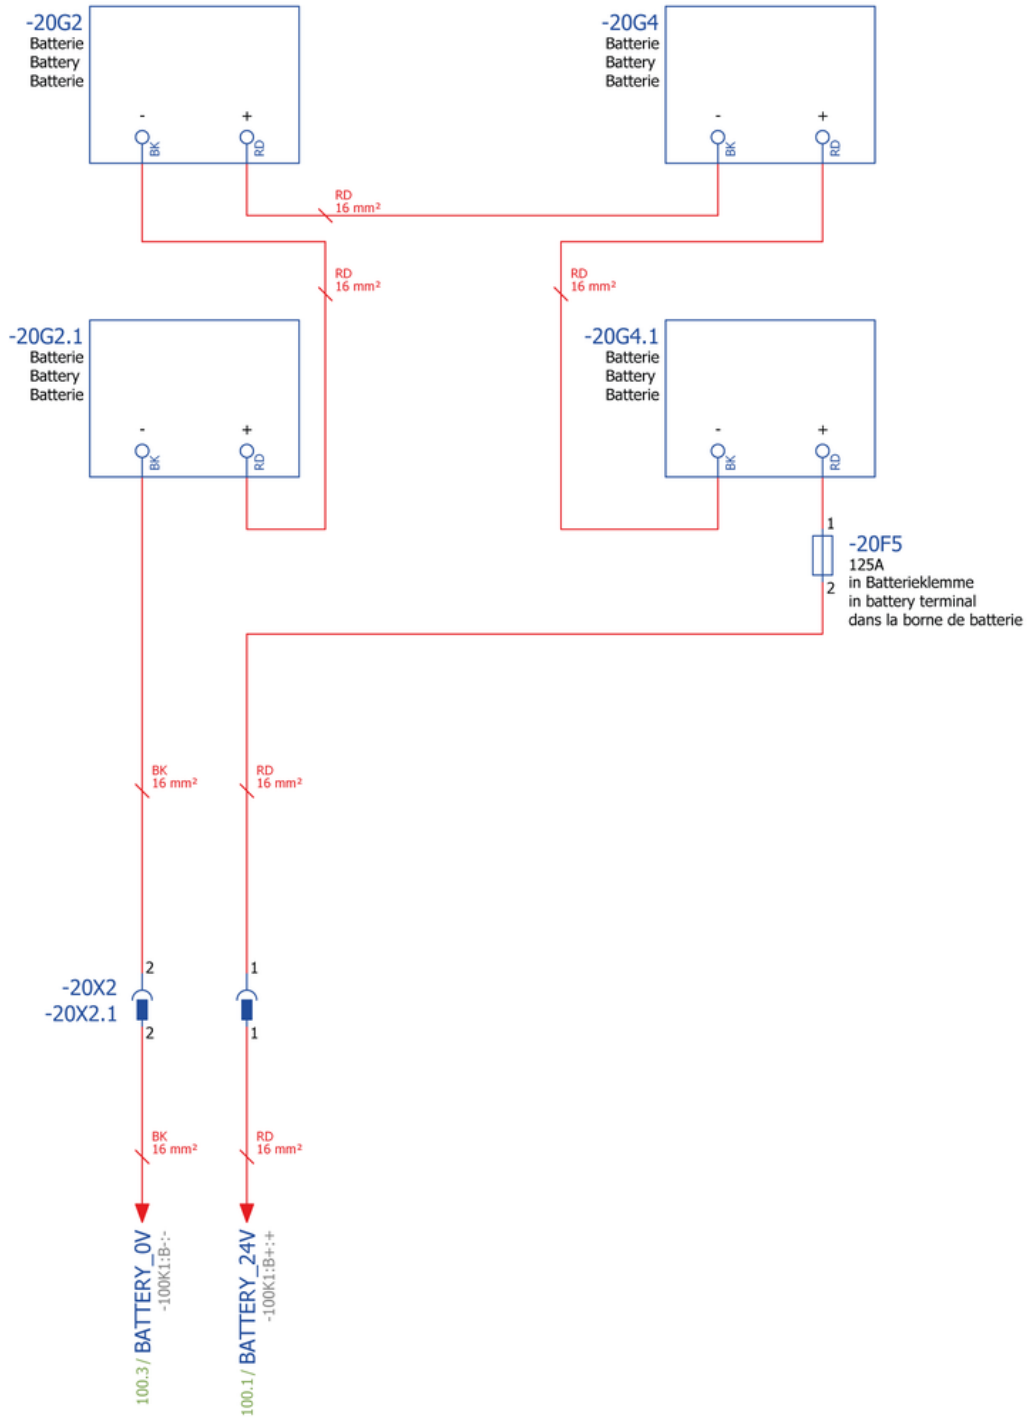 -20G2
Batterie
Battery
Batterie
- +
BK RD
-20G4
Batterie
Battery
Batterie
- +
BK RD
RD
16 mm²
RD
16 mm²
RD
16 mm²
-20G2.1
Batterie
Battery
Batterie
- +
BK RD
-20G4.1
Batterie
Battery
Batterie
- +
BK RD
1
2
-20F5
125A
in Batterieklemme
in battery terminal
dans la borne de batterie
BK
16 mm²
RD
16 mm²
2 1
-20X2
-20X2.1
2 1
BK
16 mm²
RD
16 mm²
100.3 / BATTERY_0V
-100K1:B-:-
100.1 / BATTERY_24V
-100K1:B+:+